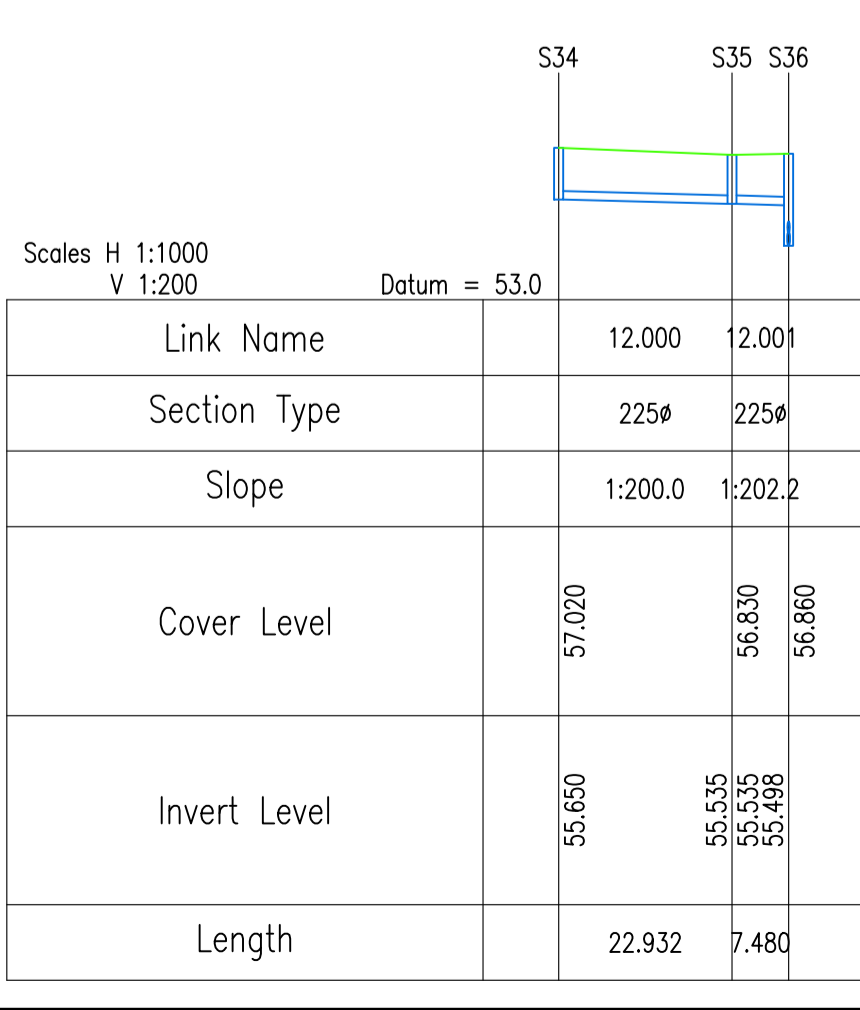 S34 S35 S36
Scales H 1:1000
V 1:200 Datum = 53.0
Link Name 12.000 12.001
Section Type 225ø 225ø
Slope 1:200.0 1:202.2
Cover Level 57.020 56.830 56.860
Invert Level 55.650 55.535 55.535 55.498
Length 22.932 7.480